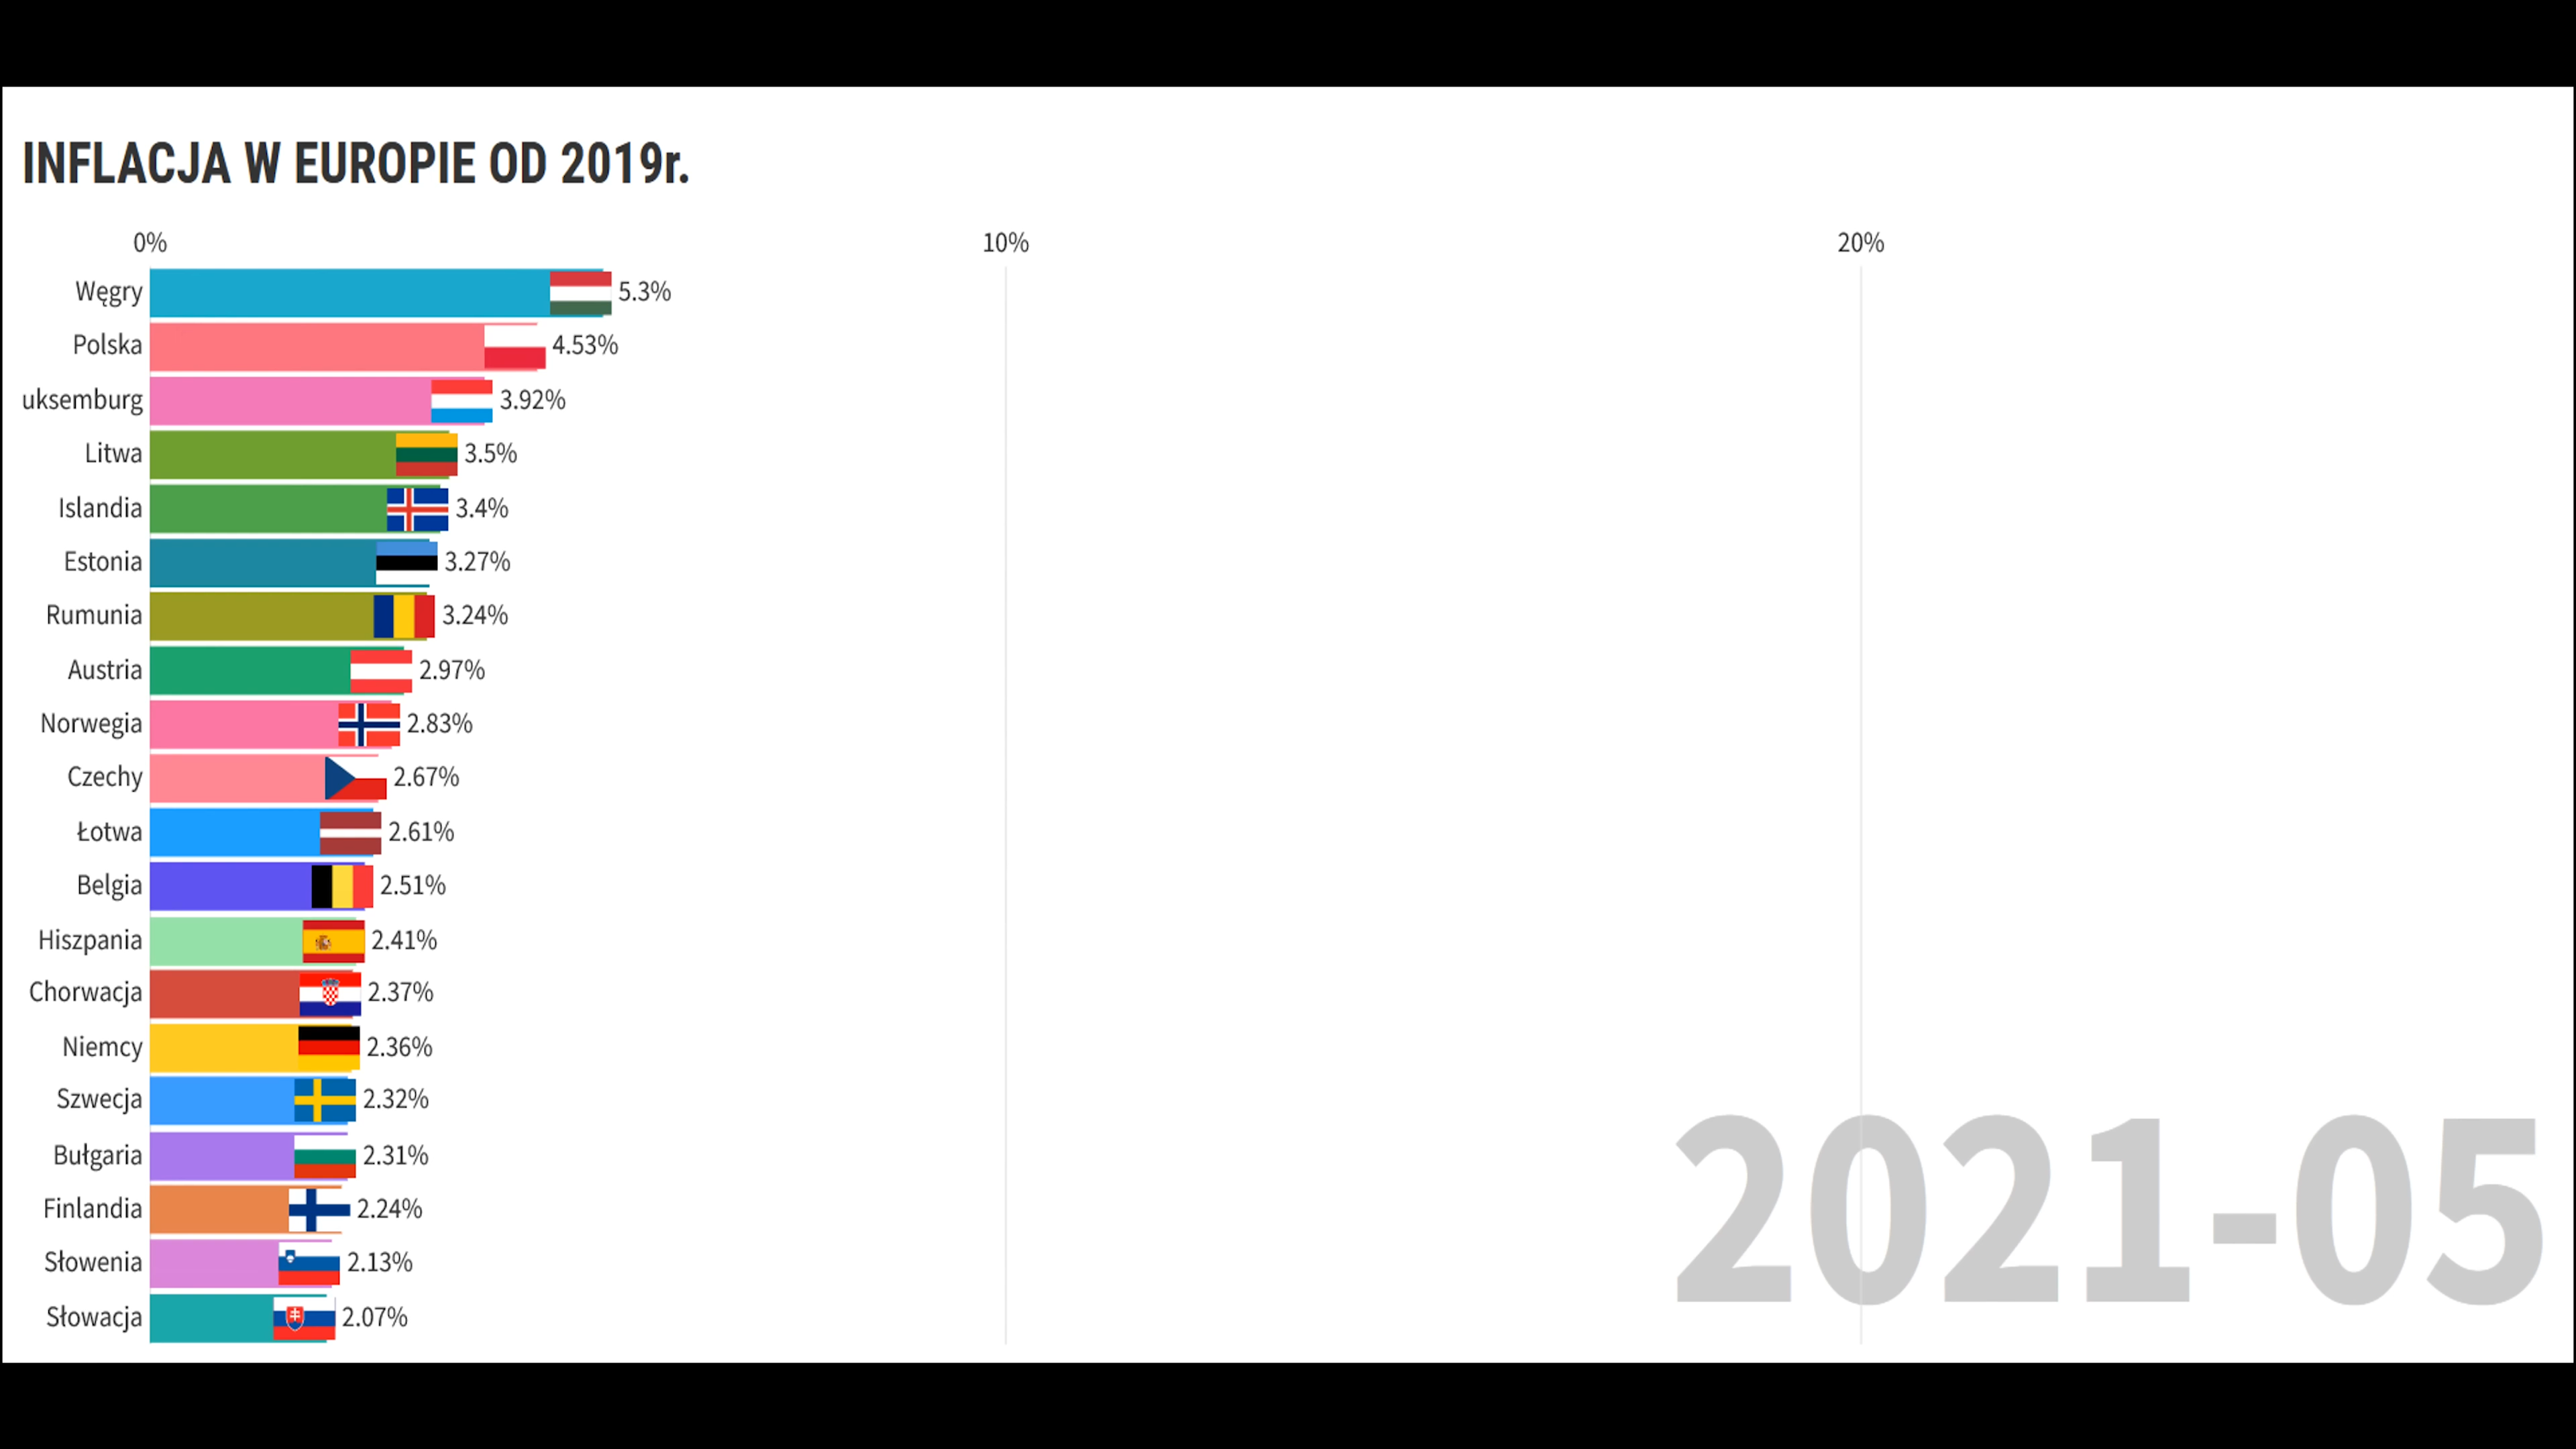 INFLACJA W EUROPIE OD 2019r.
0% 10% 20%
Węgry 5.3%
Polska 4.53%
uksemburg 3.92%
Litwa 3.5%
Islandia 3.4%
Estonia 3.27%
Rumunia 3.24%
Austria 2.97%
Norwegia 2.83%
Czechy 2.67%
Łotwa 2.61%
Belgia 2.51%
Hiszpania 2.41%
Chorwacja 2.37%
Niemcy 2.36%
Szwecja 2.32%
Bułgaria 2.31%
Finlandia 2.24%
Słowenia 2.13%
Słowacja 2.07%
2021-05